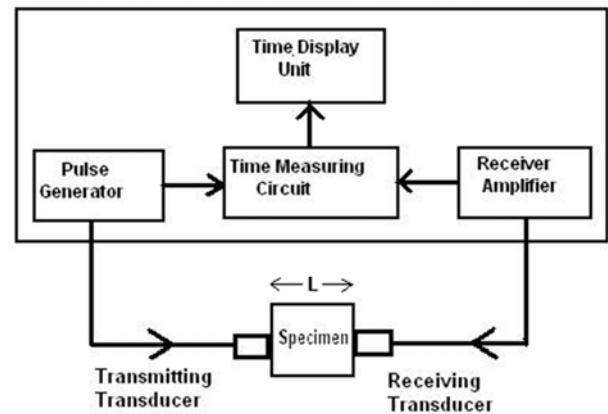 Time Display
Unit
Pulse
Generator
Time Measuring
Circuit
Receiver
Amplifier
L
Specimen
Transmitting
Transducer
Receiving
Transducer